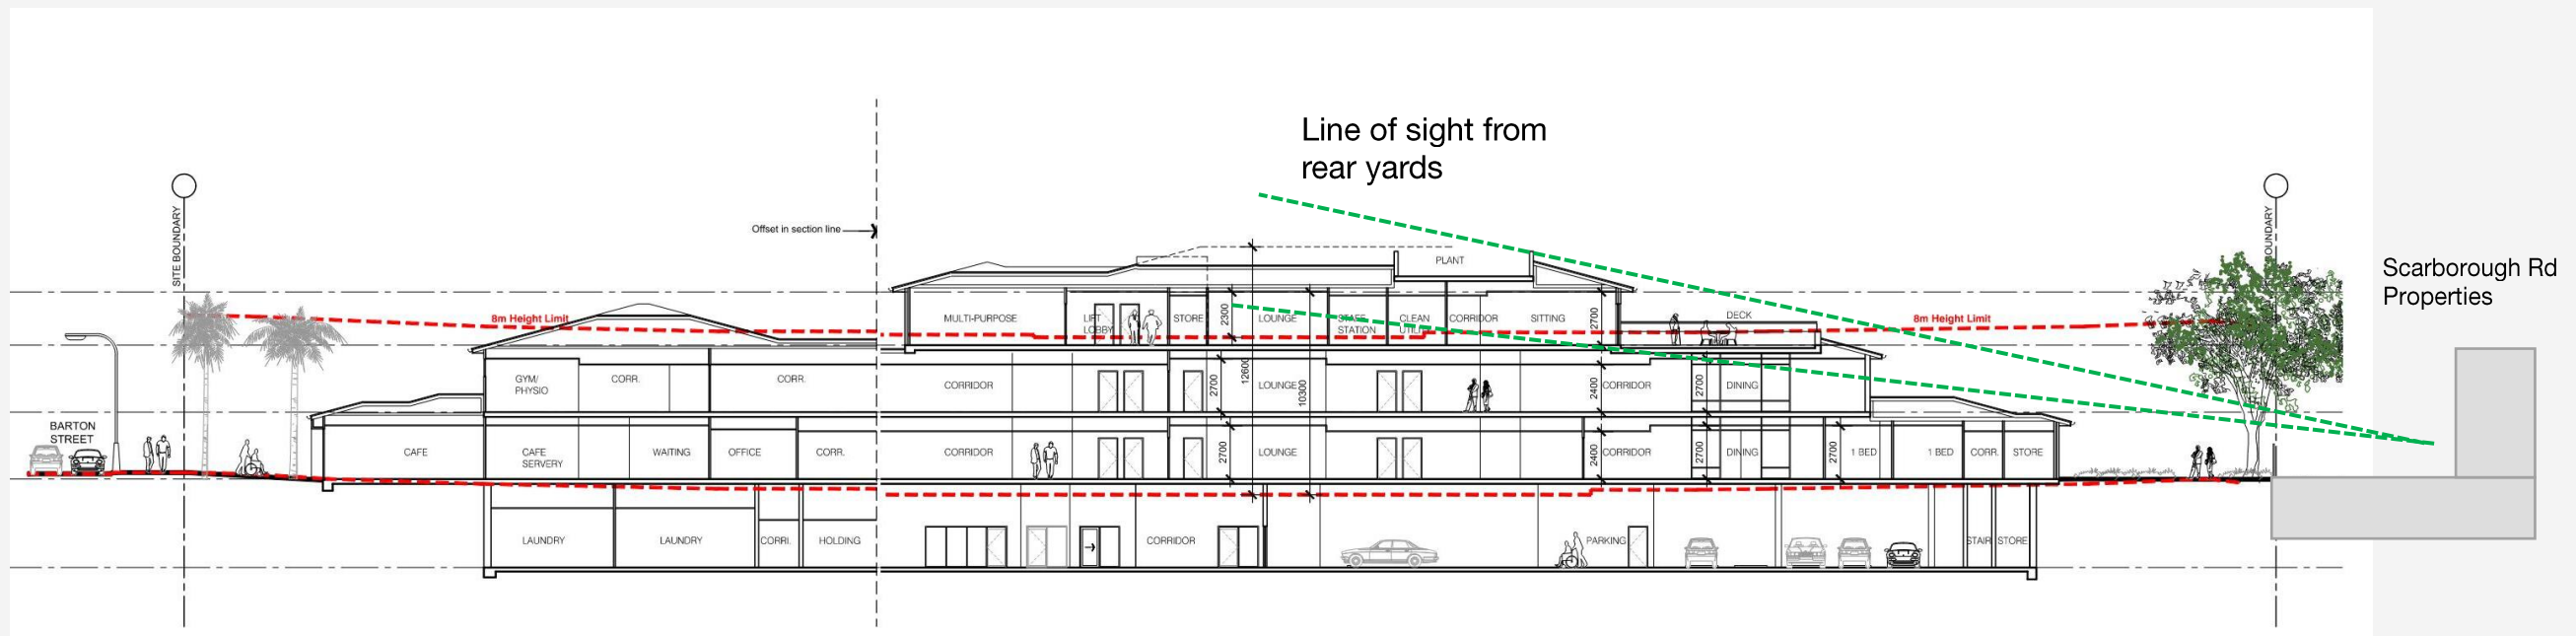 Line of sight from
rear yards
SITE BOUNDARY
Offset in section line
BOUNDARY
Scarborough Rd
Properties
PLANT
8m Height Limit
MULTI-PURPOSE
LIFT
LOBBY
STORE
2300
LOUNGE
STAFF
STATION
CLEAN
UTILITY
CORRIDOR
SITTING
2700
DECK
8m Height Limit
GYM/
PHYSIO
CORR.
CORR.
CORRIDOR
2700
12600
LOUNGE
10300
2400
CORRIDOR
2700
DINING
BARTON
STREET
CAFE
CAFE
SERVERY
WAITING
OFFICE
CORR.
CORRIDOR
2700
LOUNGE
2400
CORRIDOR
2700
DINING
2700
1 BED
1 BED
CORR.
STORE
LAUNDRY
LAUNDRY
CORRI.
HOLDING
CORRIDOR
PARKING
STAIR
STORE